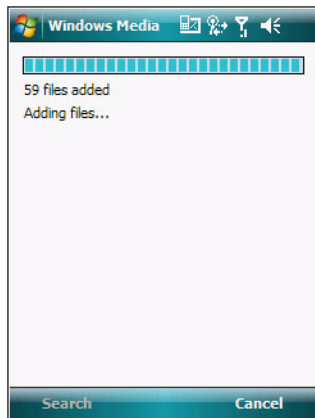 Windows Media
59 files added
Adding files...
Search Cancel